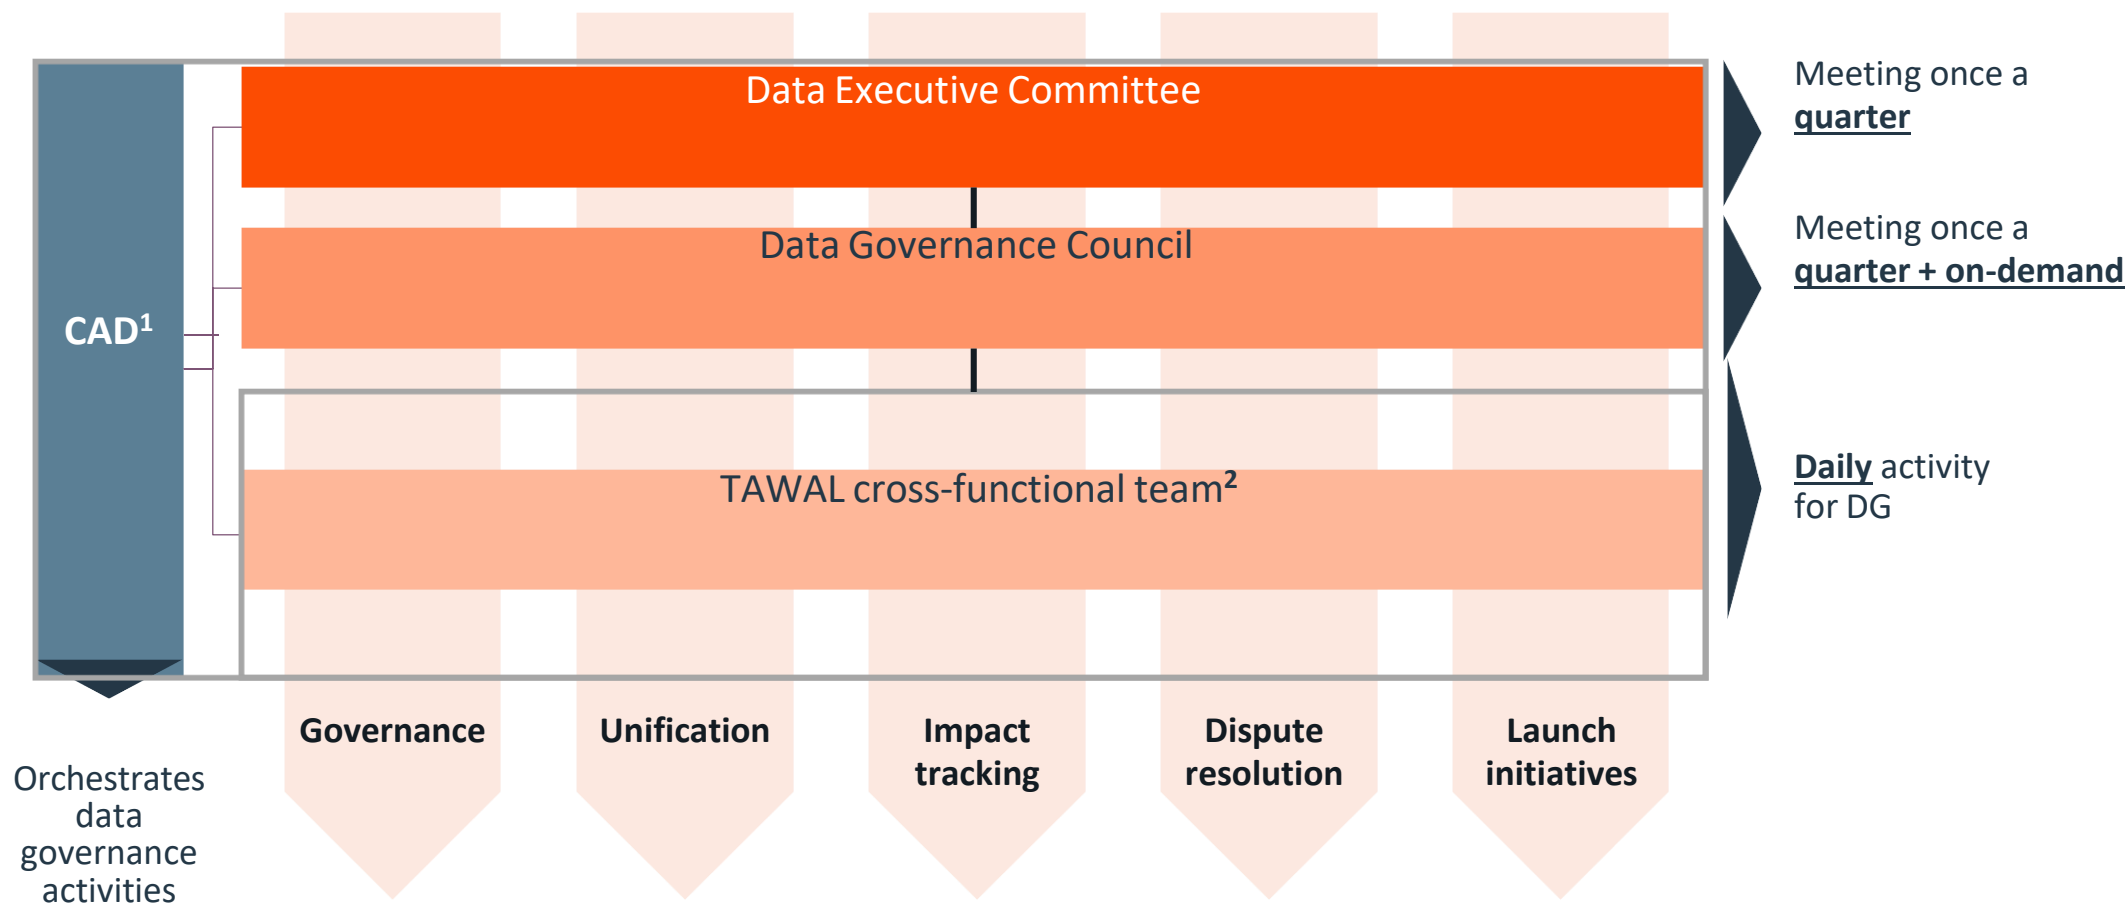 Data Executive Committee
Meeting once a
quarter
Data Governance Council
Meeting once a
quarter + on-demand
CAD¹
TAWAL cross-functional team²
Daily activity
for DG
Governance
Unification
Impact
tracking
Dispute
resolution
Launch
initiatives
Orchestrates
data
governance
activities